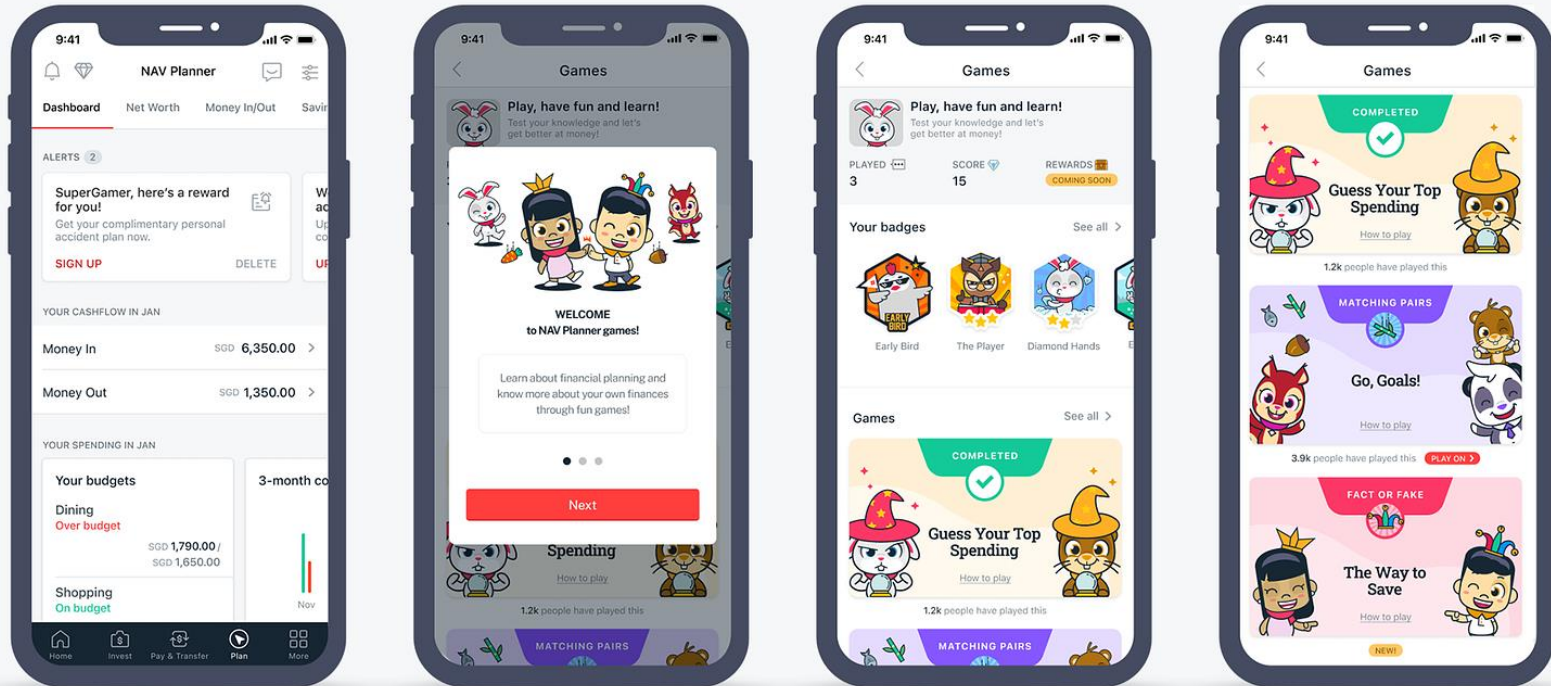 9:41
NAV Planner
Dashboard Net Worth Money In/Out
ALERTS 2
SuperGamer, here's a reward
for you!
Get your complimentary personal
accident plan now.
SIGN UP DELETE
YOUR CASHFLOW IN JAN
Money In SGD 6,350.00
Money Out SGD 1,350.00
YOUR SPENDING IN JAN
Your budgets
Dining
Over budget
SGD 1,790.00 /
SGD 1,650.00
Shopping
On budget
3-month co
Nov
Home Invest Pay & Transfer Plan More
9:41
Games
Play, have fun and learn!
Test your knowledge and let's
get better at money!
WELCOME
to NAV Planner games!
Learn about financial planning and
know more about your own finances
through fun games!
Next
Spending
How to play
1.2k people have played this
MATCHING PAIRS
9:41
Games
Play, have fun and learn!
Test your knowledge and let's
get better at money!
PLAYED SCORE REWARDS
3 15 COMING SOON
Your badges See all
EARLY
BIRD
Early Bird The Player Diamond Hands
Games See all
COMPLETED
Guess Your Top
Spending
How to play
1.2k people have played this
MATCHING PAIRS
9:41
Games
COMPLETED
Guess Your Top
Spending
How to play
1.2k people have played this
MATCHING PAIRS
Go, Goals!
How to play
3.9k people have played this PLAY ON
FACT OR FAKE
The Way to
Save
How to play
NEW!